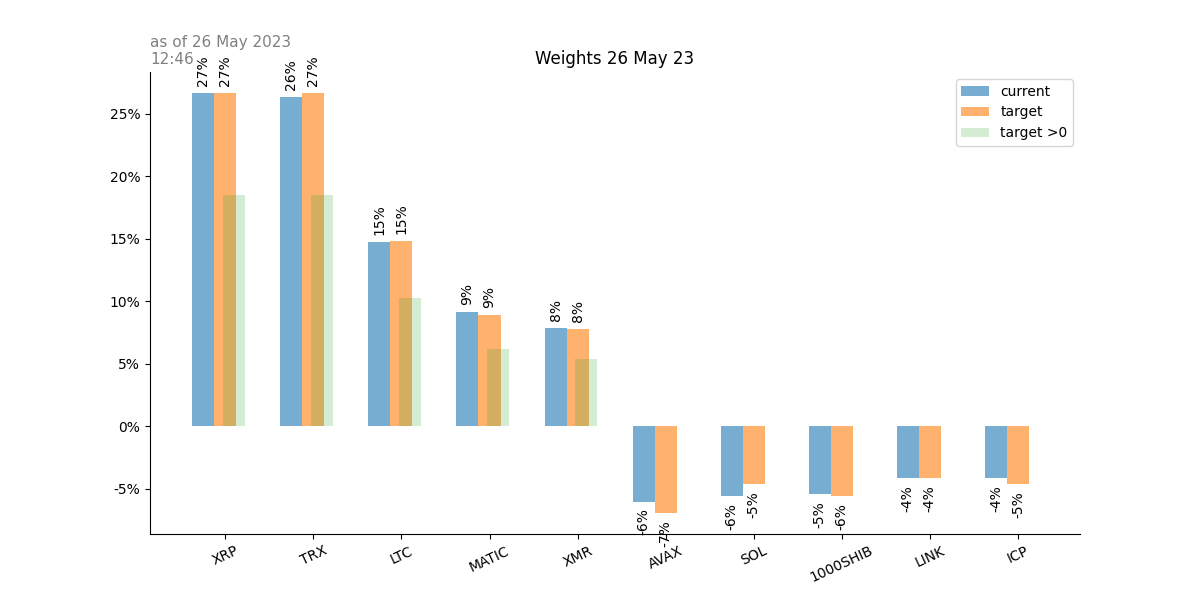 as of 26 May 2023
12:46
Weights 26 May 23
current
target
target >0
25%
20%
15%
10%
5%
0%
-5%
27%
27%
26%
27%
15%
15%
9%
9%
8%
8%
-6%
-7%
-6%
-5%
-5%
-6%
-4%
-4%
-4%
-5%
XRP
TRX
LTC
MATIC
XMR
AVAX
SOL
1000SHIB
LINK
ICP